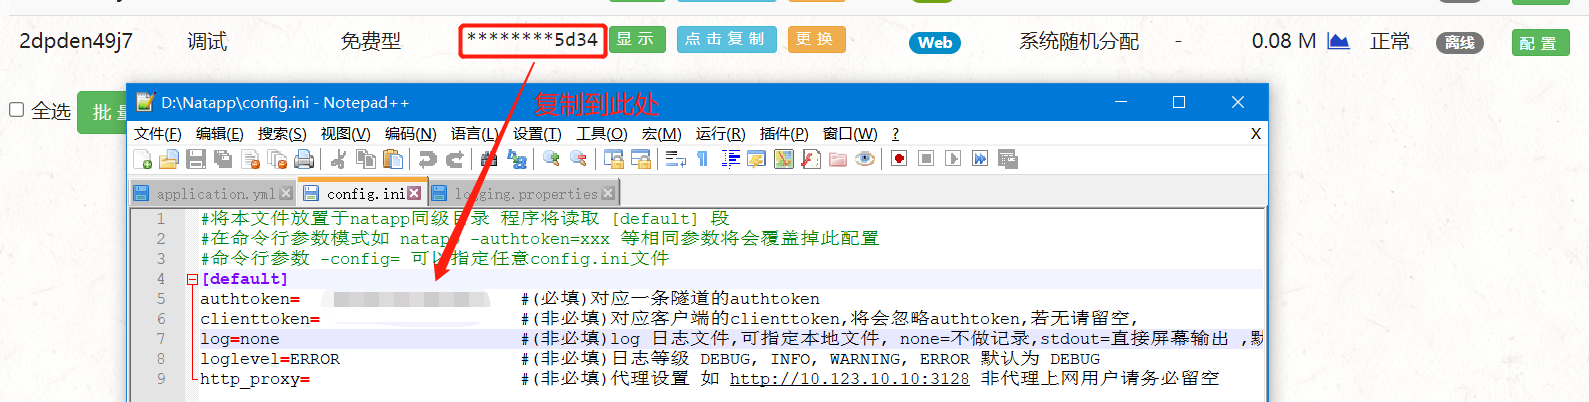 2dpden49j7 调试 免费型 ********5d34 显示 点击复制 更换 Web 系统随机分配 - 0.08 M 正常 离线 配置
全选 批量
D:\Natapp\config.ini - Notepad++
复制到此处
文件(F) 编辑(E) 搜索(S) 视图(V) 编码(N) 语言(L) 设置(T) 工具(O) 宏(M) 运行(R) 插件(P) 窗口(W) ? X
application.yml config.ini logging.properties
1 #将本文件放置于natapp同级目录 程序将读取 [default] 段
2 #在命令行参数模式如 natapp -authtoken=xxx 等相同参数将会覆盖掉此配置
3 #命令行参数 -config= 可以指定任意config.ini文件
4 [default]
5 authtoken= #(必填)对应一条隧道的authtoken
6 clienttoken= #(非必填)对应客户端的clienttoken,将会忽略authtoken,若无请留空,
7 log=none #(非必填)log 日志文件,可指定本地文件, none=不做记录,stdout=直接屏幕输出 ,默
8 loglevel=ERROR #(非必填)日志等级 DEBUG, INFO, WARNING, ERROR 默认为 DEBUG
9 http_proxy= #(非必填)代理设置 如 http://10.123.10.10:3128 非代理上网用户请务必留空